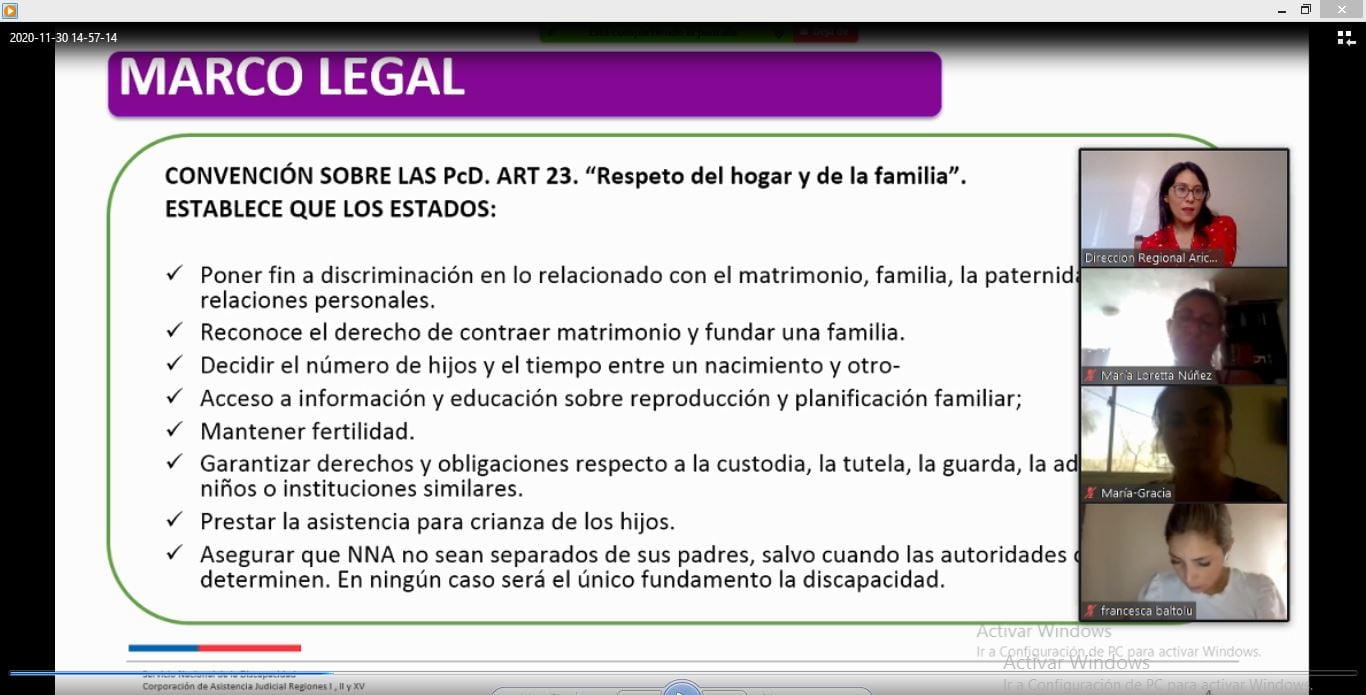 2020-11-30 14-57-14
MARCO LEGAL
CONVENCIÓN SOBRE LAS PcD. ART 23. “Respeto del hogar y de la familia”.
ESTABLECE QUE LOS ESTADOS:
✓ Poner fin a discriminación en lo relacionado con el matrimonio, familia, la paternida
relaciones personales.
✓ Reconoce el derecho de contraer matrimonio y fundar una familia.
✓ Decidir el número de hijos y el tiempo entre un nacimiento y otro-
✓ Acceso a información y educación sobre reproducción y planificación familiar;
✓ Mantener fertilidad.
✓ Garantizar derechos y obligaciones respecto a la custodia, la tutela, la guarda, la ad
niños o instituciones similares.
✓ Prestar la asistencia para crianza de los hijos.
✓ Asegurar que NNA no sean separados de sus padres, salvo cuando las autoridades
determinen. En ningún caso será el único fundamento la discapacidad.
Direccion Regional Aric...
María Loretta Núñez
María-Gracia
francesca baltolu
Activar Windows
Ir a Configuración de PC para activar Windows.
Activar Windows
Ir a Configuración de PC para activar Windows.
Servicio Nacional de la Discapacidad
Corporación de Asistencia Judicial Regiones I , II y XV